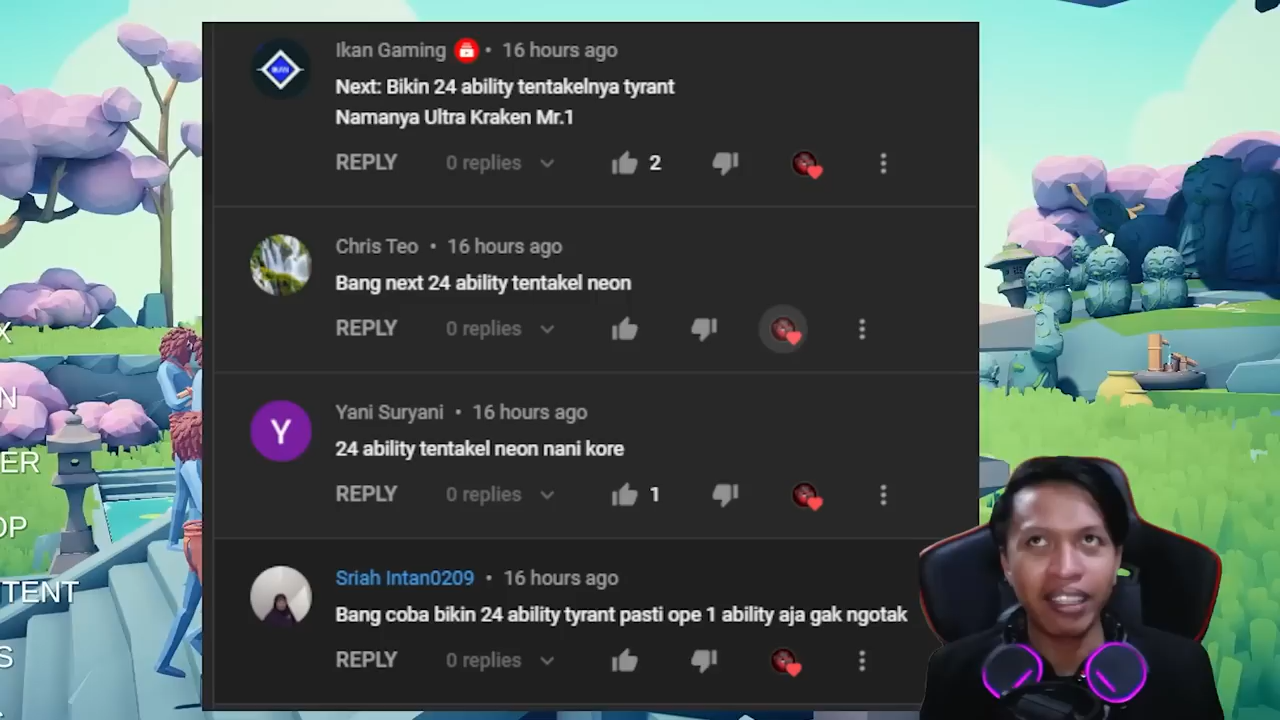 Ikan Gaming • 16 hours ago
Next: Bikin 24 ability tentakelnya tyrant
Namanya Ultra Kraken Mr.1
REPLY 0 replies 2
Chris Teo • 16 hours ago
Bang next 24 ability tentakel neon
REPLY 0 replies
Y
Yani Suryani • 16 hours ago
24 ability tentakel neon nani kore
REPLY 0 replies 1
Sriah Intan0209 • 16 hours ago
Bang coba bikin 24 ability tyrant pasti ope 1 ability aja gak ngotak
REPLY 0 replies
X
N
ER
OP
TENT
S